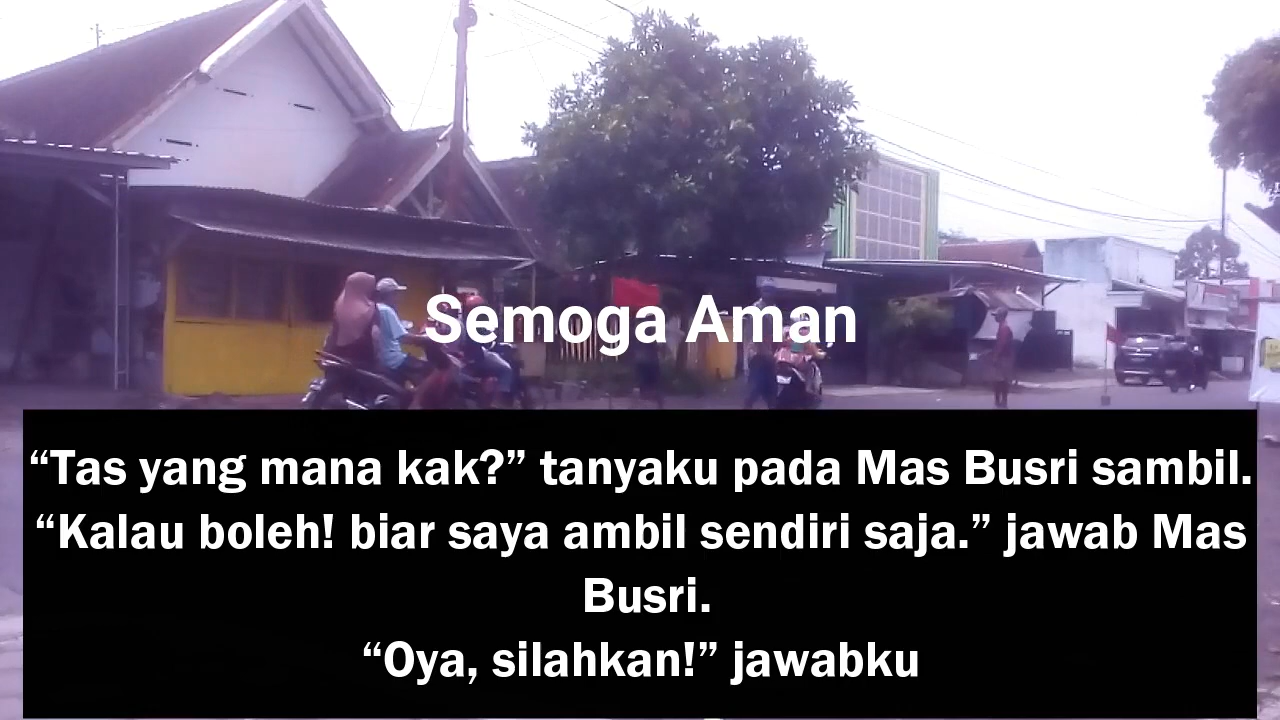 Semoga Aman
“Tas yang mana kak?” tanyaku pada Mas Busri sambil.
“Kalau boleh! biar saya ambil sendiri saja.” jawab Mas
Busri.
“Oya, silahkan!” jawabku